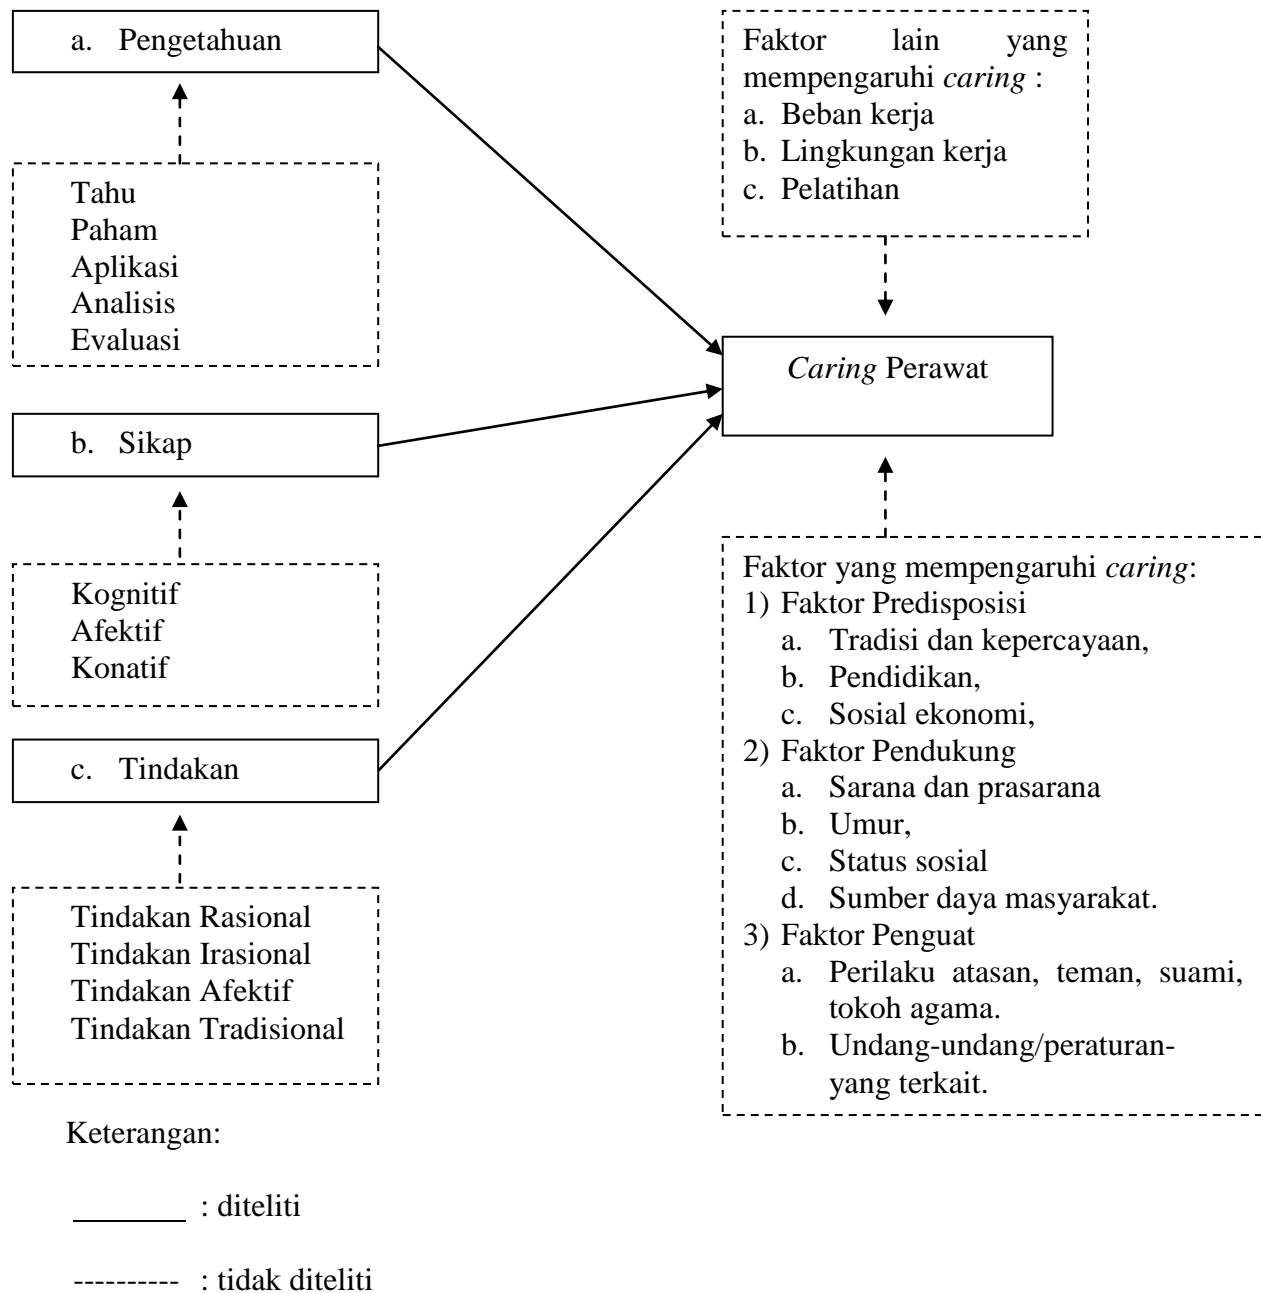 a. Pengetahuan
Tahu
Paham
Aplikasi
Analisis
Evaluasi
b. Sikap
Kognitif
Afektif
Konatif
c. Tindakan
Tindakan Rasional
Tindakan Irasional
Tindakan Afektif
Tindakan Tradisional
Faktor lain yang
mempengaruhi caring :
a. Beban kerja
b. Lingkungan kerja
c. Pelatihan
Caring Perawat
Faktor yang mempengaruhi caring:
1) Faktor Predisposisi
a. Tradisi dan kepercayaan,
b. Pendidikan,
c. Sosial ekonomi,
2) Faktor Pendukung
a. Sarana dan prasarana
b. Umur,
c. Status sosial
d. Sumber daya masyarakat.
3) Faktor Penguat
a. Perilaku atasan, teman, suami,
tokoh agama.
b. Undang-undang/peraturan-
yang terkait.
Keterangan:
: diteliti
---------- : tidak diteliti